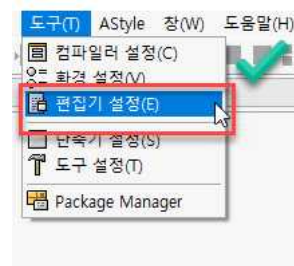 도구(T) AStyle 창(W) 도움말(H)
컴파일러 설정(C)
환경 설정(V)
편집기 설정(E)
단축키 설정(S)
도구 설정(T)
Package Manager